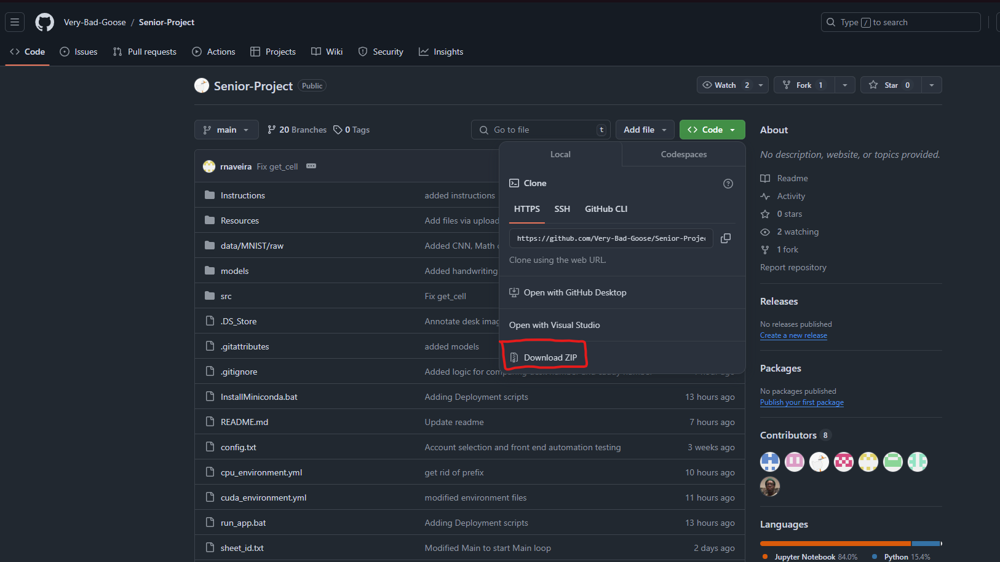 Very-Bad-Goose / Senior-Project
Type / to search
Code Issues Pull requests Actions Projects Wiki Security Insights
Senior-Project Public
Watch 2 Fork 1 Star 0
main 20 Branches 0 Tags Go to file t Add file Code
Local Codespaces
Clone
HTTPS SSH GitHub CLI
https://github.com/Very-Bad-Goose/Senior-Projec
Clone using the web URL.
Open with GitHub Desktop
Open with Visual Studio
Download ZIP
rnaveira Fix get_cell
Instructions added instructions
Resources Add files via upload
data/MNIST/raw Added CNN, Math
models Added handwriting
src Fix get_cell
.DS_Store Annotate desk imag
.gitattributes added models
.gitignore Added logic for comparing desk number and caddy number
InstallMiniconda.bat Adding Deployment scripts 13 hours ago
README.md Update readme 7 hours ago
config.txt Account selection and front end automation testing 3 weeks ago
cpu_environment.yml get rid of prefix 10 hours ago
cuda_environment.yml modified environment files 11 hours ago
run_app.bat Adding Deployment scripts 13 hours ago
sheet_id.txt Modified Main to start Main loop 2 days ago
About
No description, website, or topics provided.
Readme
Activity
0 stars
2 watching
1 fork
Report repository
Releases
No releases published
Create a new release
Packages
No packages published
Publish your first package
Contributors 8
Languages
Jupyter Notebook 84.0% Python 15.4%